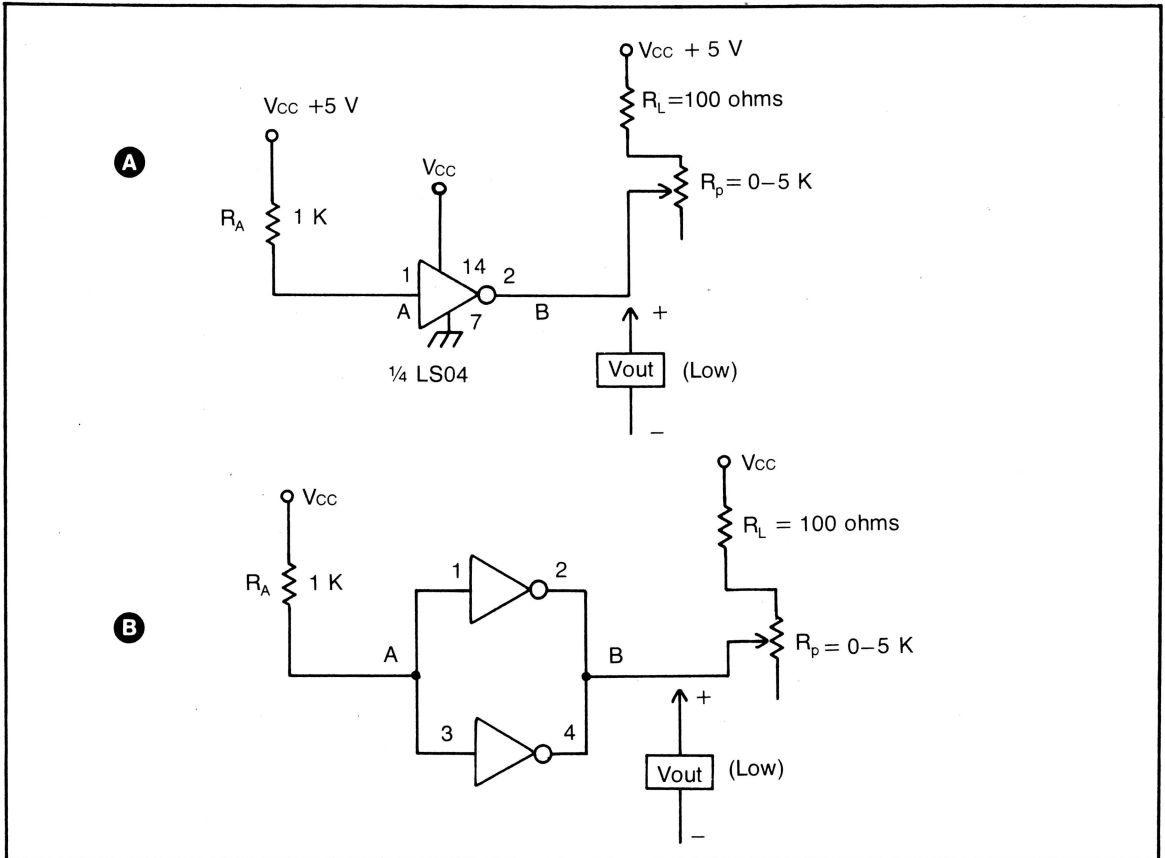 A
VCC +5 V
RA 1 K
VCC
1 14 2
A 7 B
¼ LS04
VCC + 5 V
RL=100 ohms
Rp= 0–5 K
+
Vout (Low)
–
B
VCC
RA 1 K
A
1 2
3 4
B
VCC
RL = 100 ohms
Rp= 0–5 K
+
Vout (Low)
–